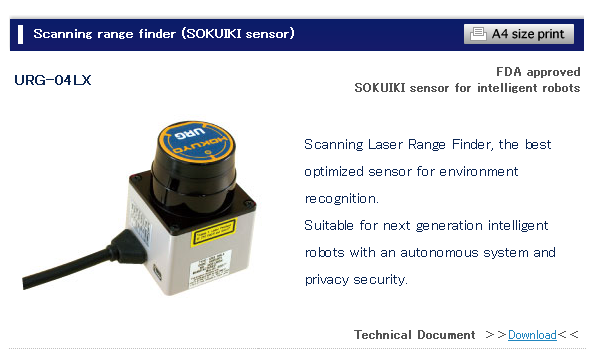 Scanning range finder (SOKUIKI sensor)
A4 size print
URG-04LX
FDA approved
SOKUIKI sensor for intelligent robots
HOKUYO
URG
Scanning Laser Range Finder, the best
optimized sensor for environment
recognition.
Suitable for next generation intelligent
robots with an autonomous system and
privacy security.
Technical Document >>Download<<